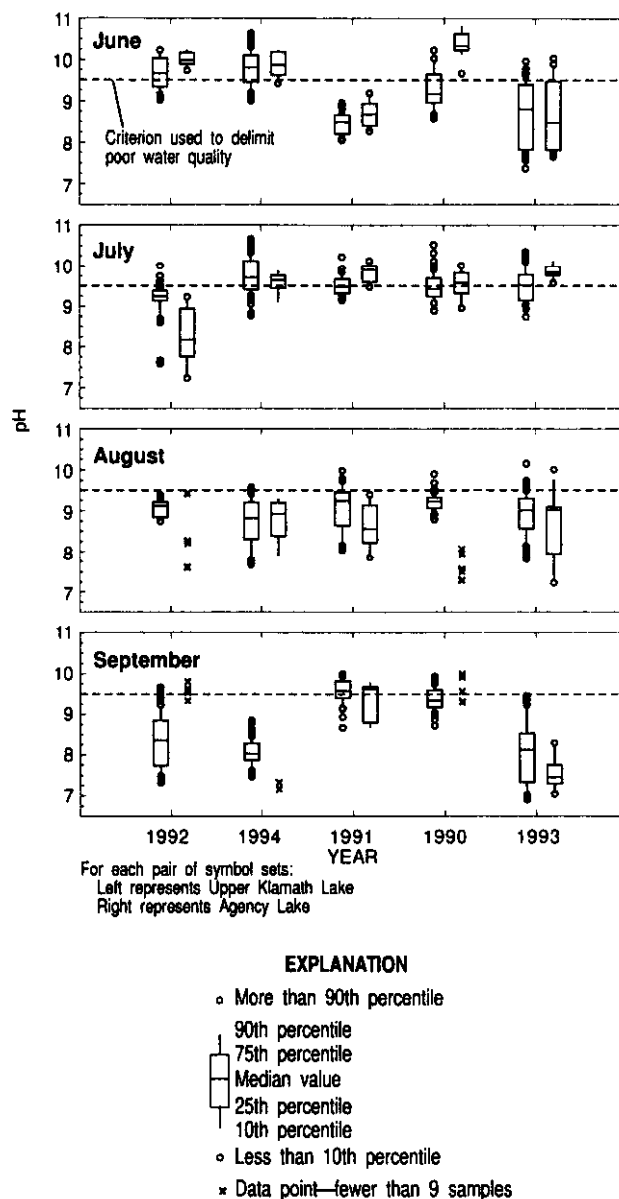 June
11
10
9
8
7
Criterion used to delimit
poor water quality
July
11
10
9
8
7
pH
August
11
10
9
8
7
September
11
10
9
8
7
1992 1994 1991 1990 1993
YEAR
For each pair of symbol sets:
Left represents Upper Klamath Lake
Right represents Agency Lake
EXPLANATION
o More than 90th percentile
90th percentile
75th percentile
Median value
25th percentile
10th percentile
o Less than 10th percentile
x Data point—fewer than 9 samples